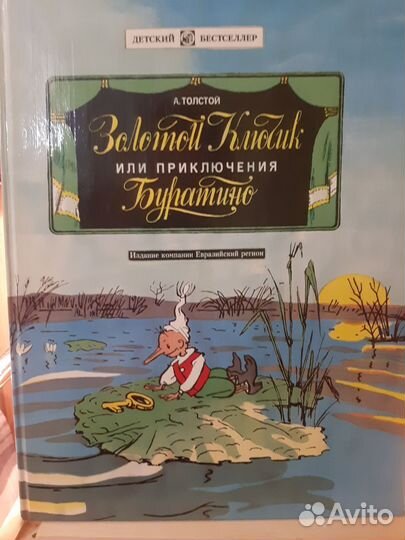 ДЕТСКИЙ БЕСТСЕЛЛЕР
А.ТОЛСТОЙ
Золотой Ключик
ИЛИ ПРИКЛЮЧЕНИЯ
Буратино
Издание компании Евразийский регион
Avito